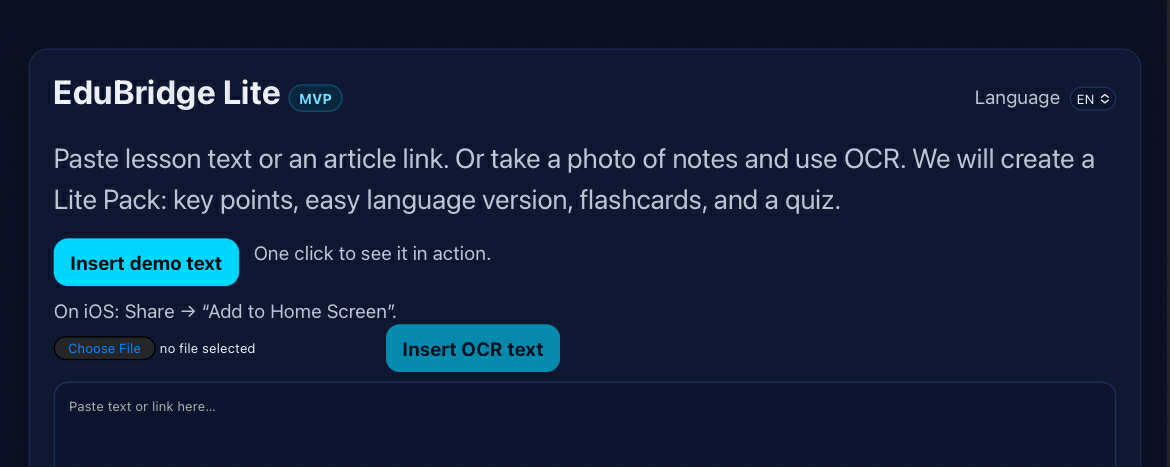 EduBridge Lite MVP
Language EN
Paste lesson text or an article link. Or take a photo of notes and use OCR. We will create a
Lite Pack: key points, easy language version, flashcards, and a quiz.
Insert demo text One click to see it in action.
On iOS: Share → “Add to Home Screen”.
Choose File no file selected Insert OCR text
Paste text or link here...